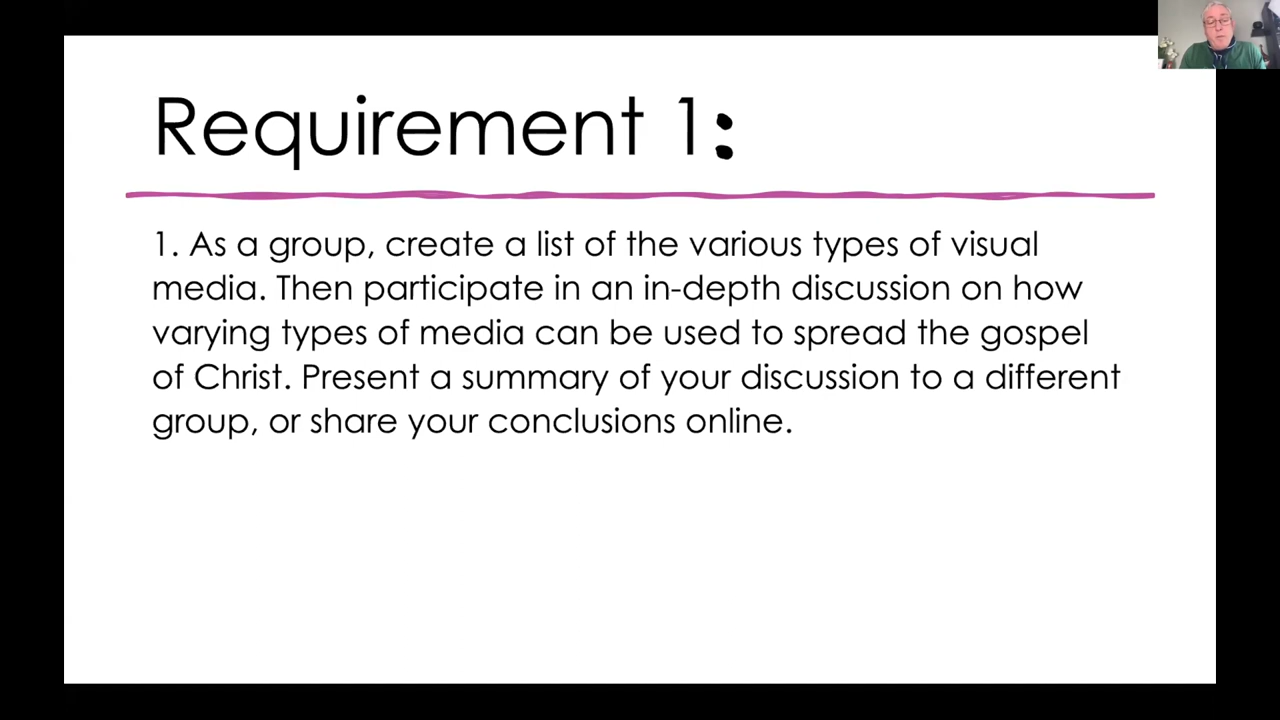 Requirement 1:
1. As a group, create a list of the various types of visual
media. Then participate in an in-depth discussion on how
varying types of media can be used to spread the gospel
of Christ. Present a summary of your discussion to a different
group, or share your conclusions online.